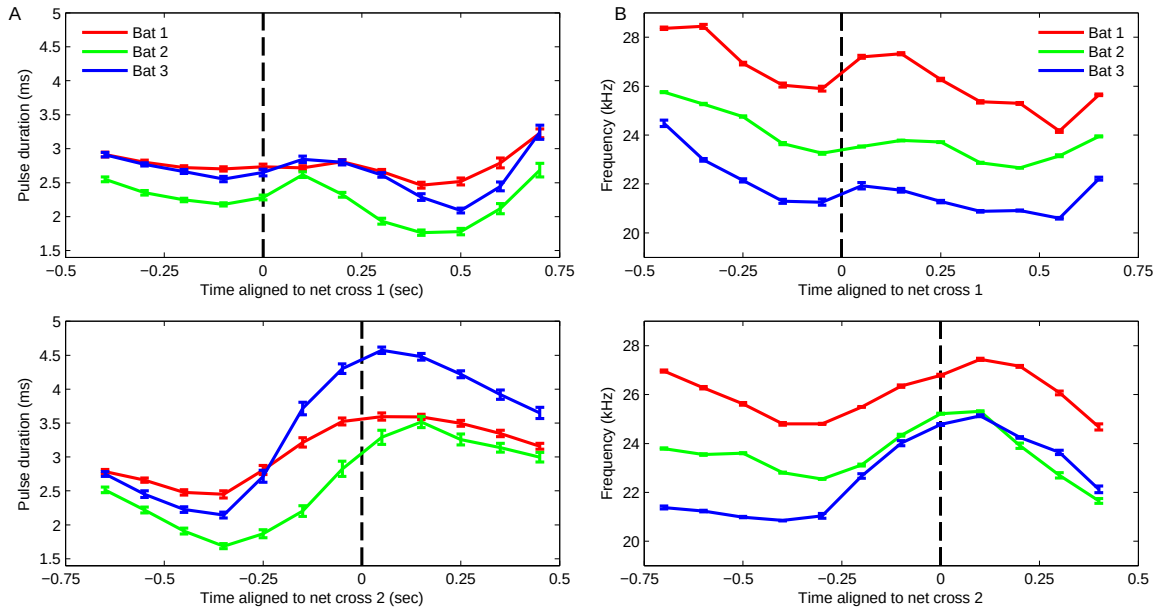 A
5
4.5
4
3.5
3
2.5
2
1.5
Pulse duration (ms)
Bat 1
Bat 2
Bat 3
−0.5 −0.25 0 0.25 0.5 0.75
Time aligned to net cross 1 (sec)
B
28
26
24
22
20
Frequency (kHz)
Bat 1
Bat 2
Bat 3
−0.5 −0.25 0 0.25 0.5 0.75
Time aligned to net cross 1
5
4.5
4
3.5
3
2.5
2
1.5
Pulse duration (ms)
−0.75 −0.5 −0.25 0 0.25 0.5
Time aligned to net cross 2 (sec)
28
26
24
22
20
Frequency (kHz)
−0.75 −0.5 −0.25 0 0.25 0.5
Time aligned to net cross 2